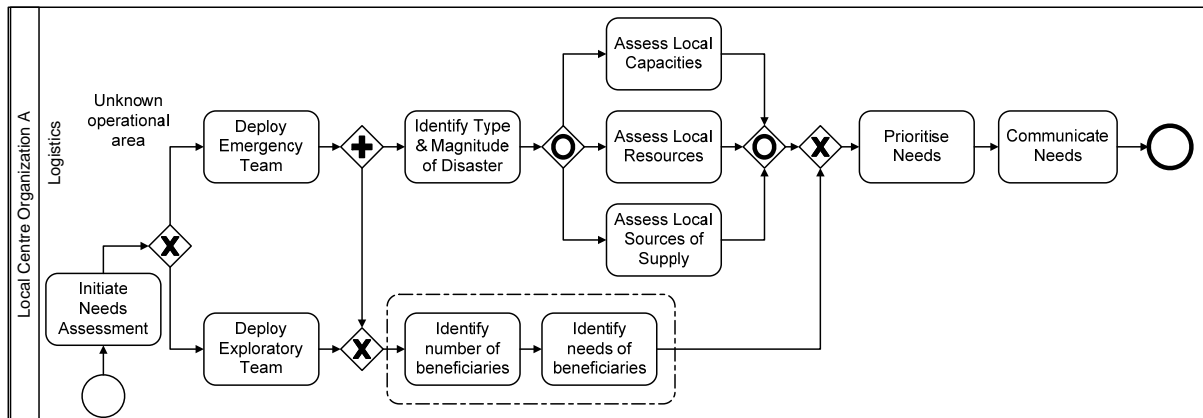 Local Centre Organization A
Logistics
Unknown
operational
area
Initiate
Needs
Assessment
Deploy
Emergency
Team
Deploy
Exploratory
Team
Identify Type
& Magnitude
of Disaster
Assess Local
Capacities
Assess Local
Resources
Assess Local
Sources of
Supply
Identify
number of
beneficiaries
Identify
needs of
beneficiaries
Prioritise
Needs
Communicate
Needs